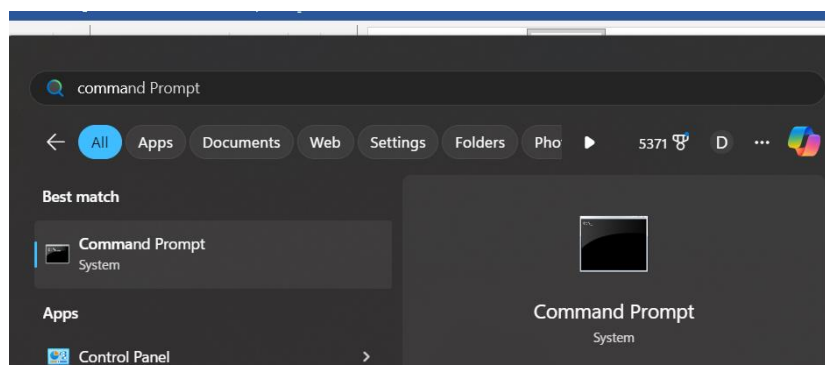 command Prompt
All Apps Documents Web Settings Folders Pho 5371 D
Best match
Command Prompt
System
Apps
Control Panel
Command Prompt
System